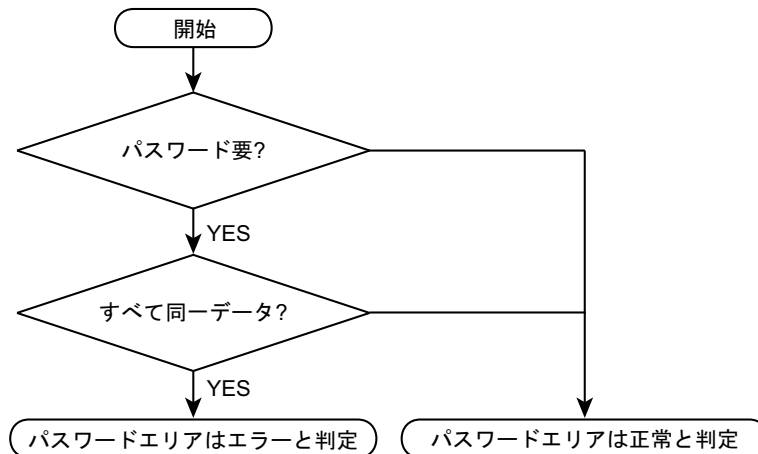 開始
パスワード要?
YES
すべて同一データ?
YES
パスワードエリアはエラーと判定
パスワードエリアは正常と判定